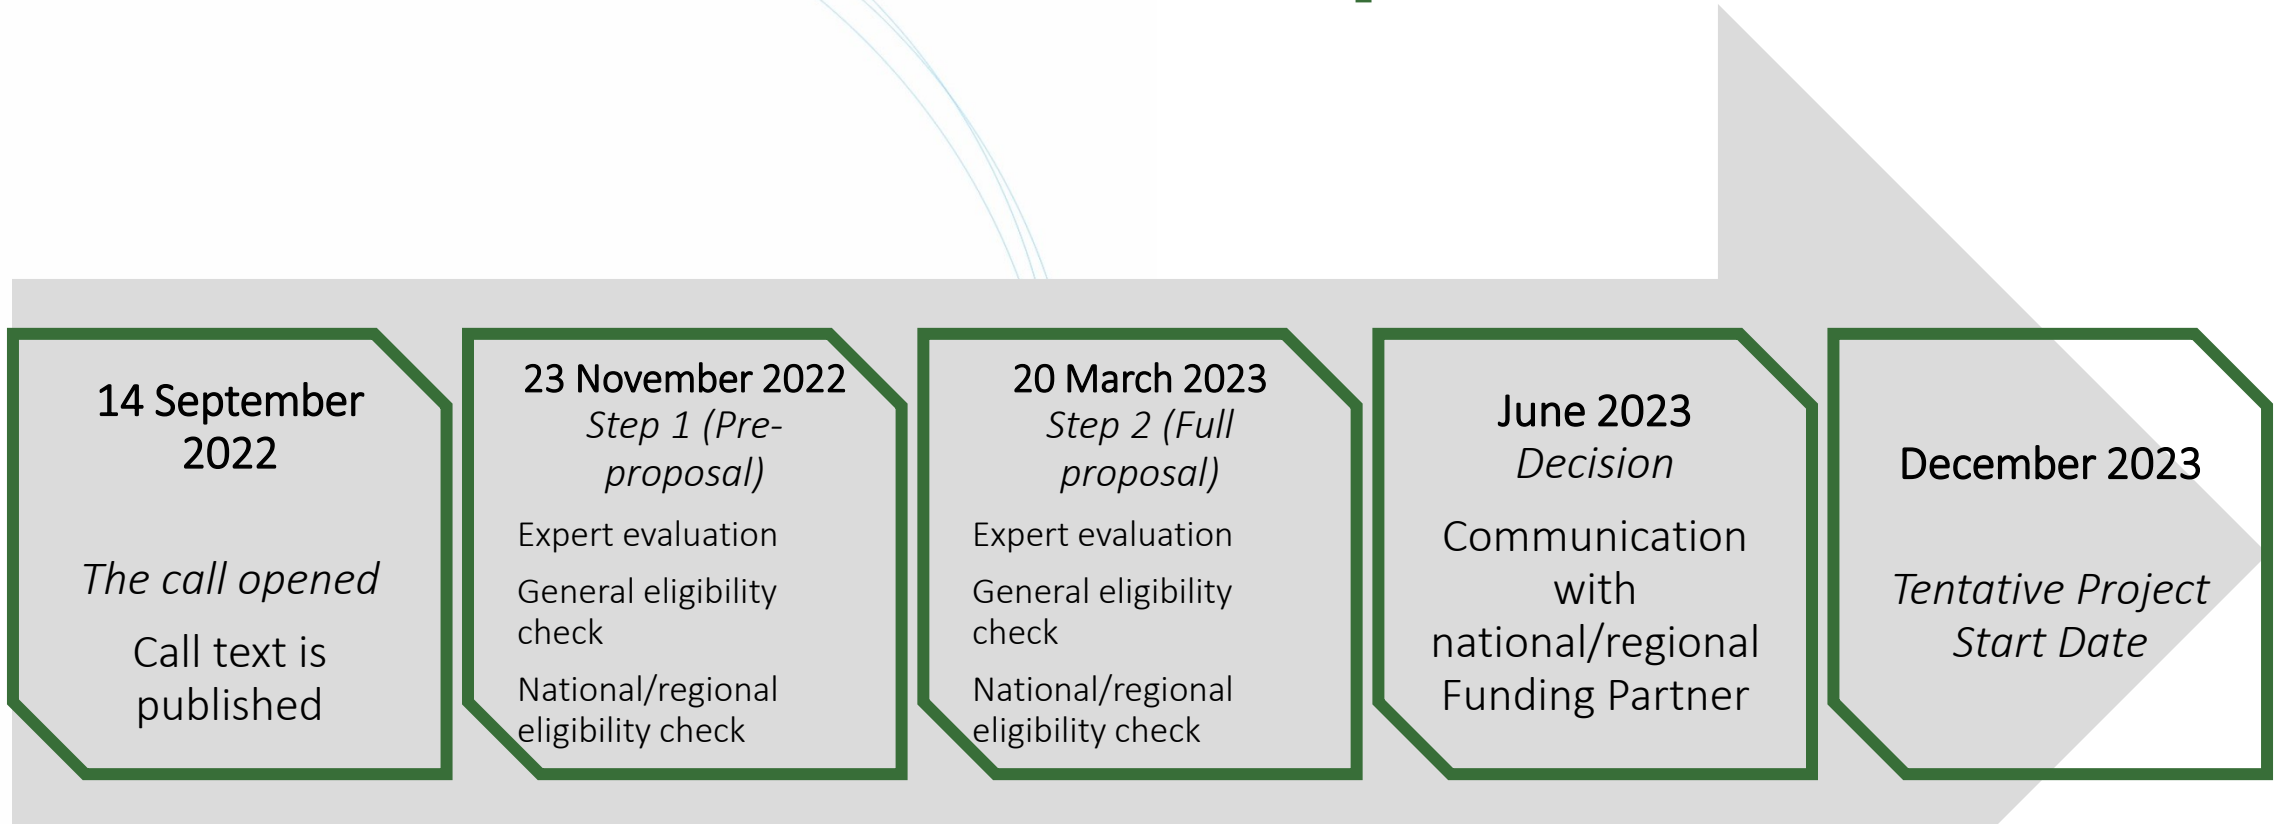 14 September
2022
The call opened
Call text is
published
23 November 2022
Step 1 (Pre-
proposal)
Expert evaluation
General eligibility
check
National/regional
eligibility check
20 March 2023
Step 2 (Full
proposal)
Expert evaluation
General eligibility
check
National/regional
eligibility check
June 2023
Decision
Communication
with
national/regional
Funding Partner
December 2023
Tentative Project
Start Date